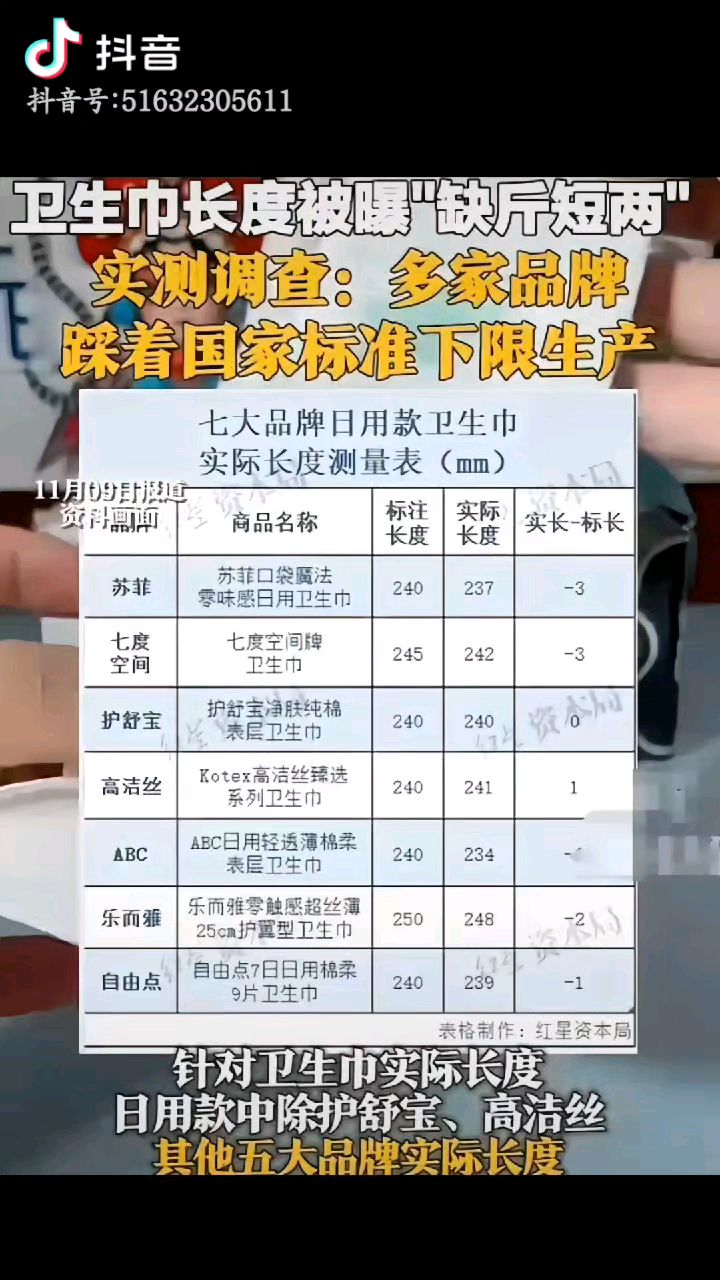 抖音
抖音号:51632305611
卫生巾长度被曝"缺斤短两"
实测调查：多家品牌
踩着国家标准下限生产
七大品牌日用款卫生巾
实际长度测量表（mm）
11月09日报道
资料画面
品牌 商品名称 标注长度 实际长度 实长-标长
苏菲 苏菲口袋魔法零味感日用卫生巾 240 237 -3
七度空间 七度空间牌卫生巾 245 242 -3
护舒宝 护舒宝净肤纯棉表层卫生巾 240 240 0
高洁丝 Kotex高洁丝臻选系列卫生巾 240 241 1
ABC ABC日用轻透薄棉柔表层卫生巾 240 234
乐而雅 乐而雅零触感超丝薄25cm护翼型卫生巾 250 248 -2
自由点 自由点7日日用棉柔9片卫生巾 240 239 -1
表格制作：红星资本局
针对卫生巾实际长度
日用款中除护舒宝、高洁丝
其他五大品牌实际长度